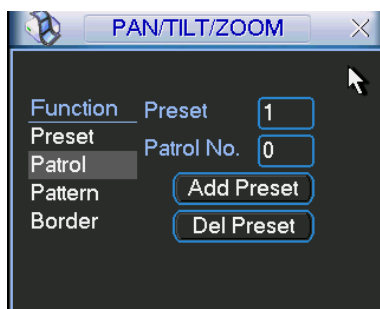 PAN/TILT/ZOOM
Function
Preset
Patrol
Pattern
Border
Preset 1
Patrol No. 0
Add Preset
Del Preset